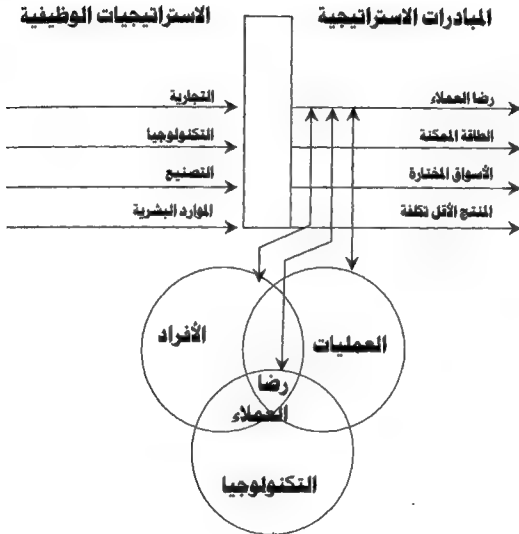 المبادرات الاستراتيجية
الاستراتيجيات الوظيفية
رضا العملاء
التجارية
الطاقة الممكنة
التكنولوجيا
الأسواق المختارة
التصنيع
المنتج الأقل تكلفة
الموارد البشرية
العمليات
الأفراد
رضا
العملاء
التكنولوجيا